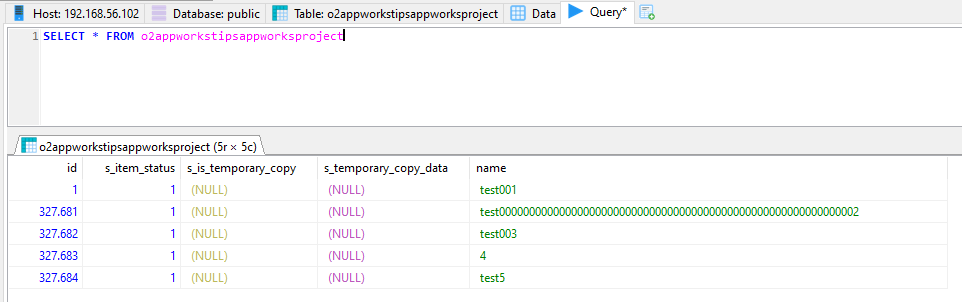 Host: 192.168.56.102 Database: public Table: o2appworkstipsappworksproject Data Query*
1 SELECT * FROM o2appworkstipsappworksproject
o2appworkstipsappworksproject (5r × 5c)
id s_item_status s_is_temporary_copy s_temporary_copy_data name
1 1 (NULL) (NULL) test001
327.681 1 (NULL) (NULL) test00000000000000000000000000000000000000000000000000000000000002
327.682 1 (NULL) (NULL) test003
327.683 1 (NULL) (NULL) 4
327.684 1 (NULL) (NULL) test5